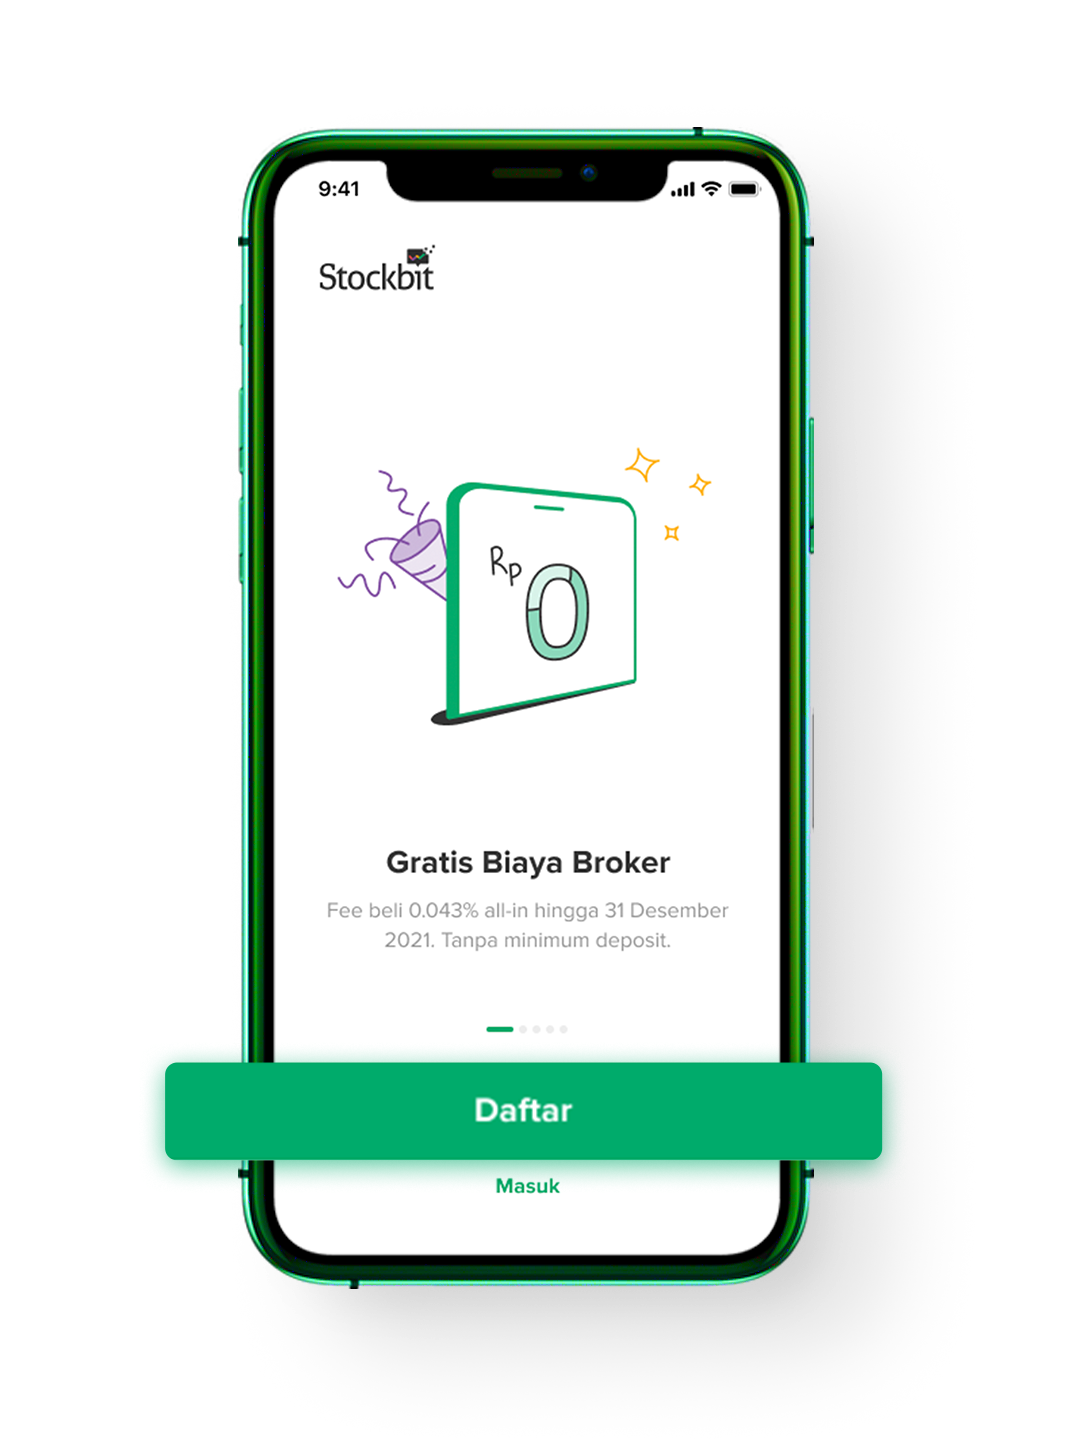 9:41
Stockbit
Rp
0
Gratis Biaya Broker
Fee beli 0.043% all-in hingga 31 Desember
2021. Tanpa minimum deposit.
Daftar
Masuk